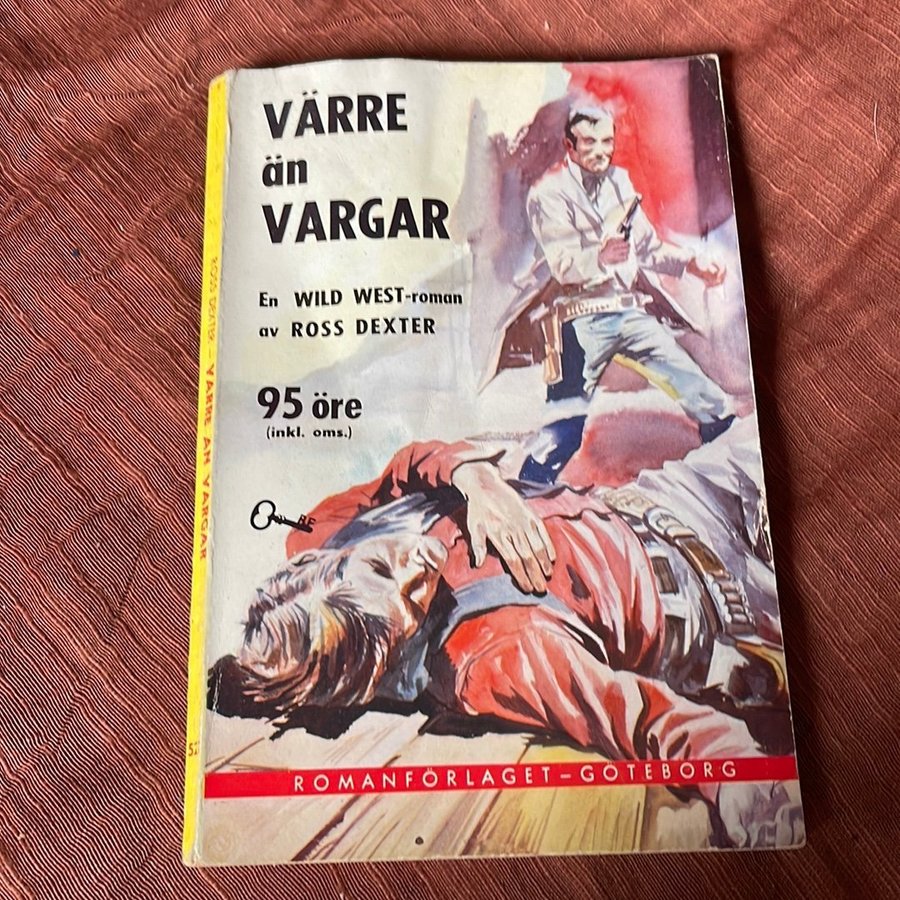 VÄRRE
än
VARGAR
En WILD WEST-roman
av ROSS DEXTER
95 öre
(inkl. oms.)
ROMANFÖRLAGET–GÖTEBORG
ROSS DEXTER – VÄRRE ÄN VARGAR